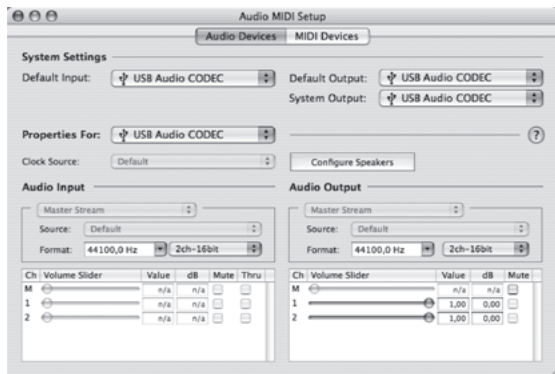 Audio MIDI Setup
Audio Devices MIDI Devices
System Settings
Default Input: USB Audio CODEC
Default Output: USB Audio CODEC
System Output: USB Audio CODEC
Properties For: USB Audio CODEC ?
Clock Source: Default
Configure Speakers
Audio Input
Master Stream
Source: Default
Format: 44100,0 Hz 2ch-16bit
Ch Volume Slider Value dB Mute Thru
M n/a n/a
1 n/a n/a
2 n/a n/a
Audio Output
Master Stream
Source: Default
Format: 44100,0 Hz 2ch-16bit
Ch Volume Slider Value dB Mute
M n/a n/a
1 1,00 0,00
2 1,00 0,00